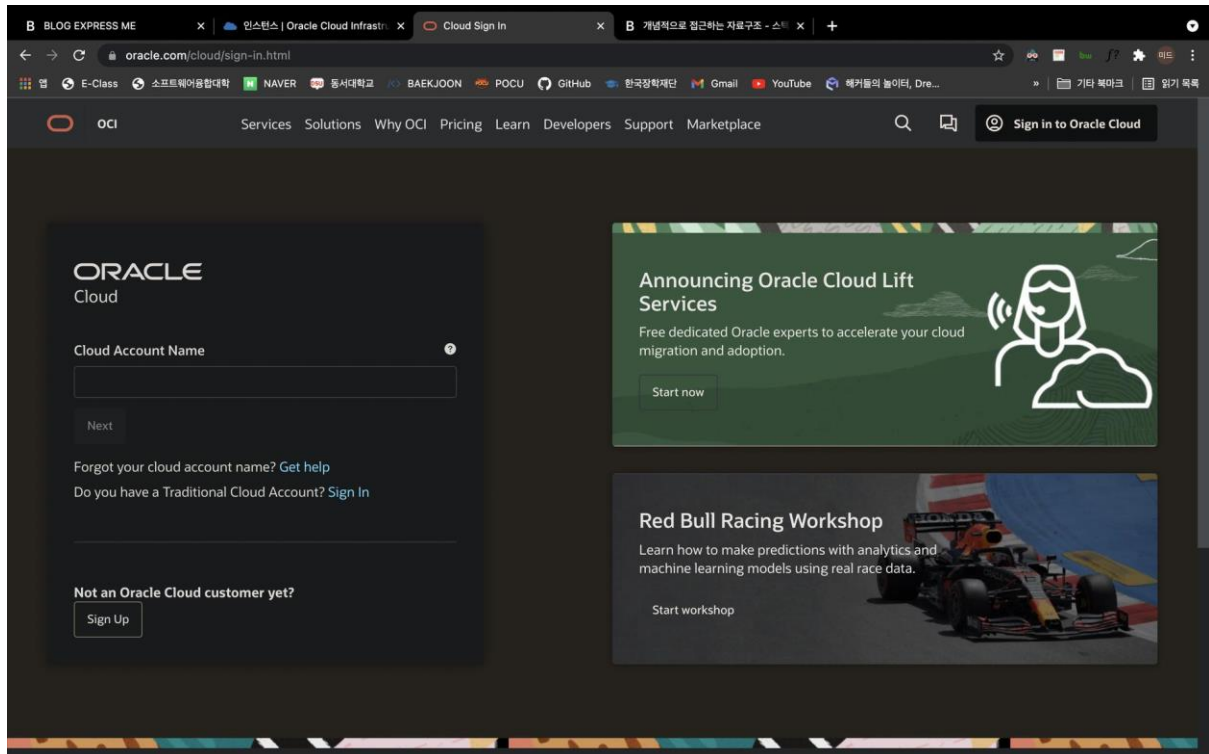 BLOG EXPRESS ME
인스턴스 | Oracle Cloud Infrastru
Cloud Sign In
개념적으로 접근하는 자료구조 - 스택
oracle.com/cloud/sign-in.html
앱 E-Class 소프트웨어융합대학 NAVER 동서대학교 BAEKJOON POCU GitHub 한국장학재단 Gmail YouTube 해커들의 놀이터, Dre... » 기타 북마크 읽기 목록
OCI Services Solutions Why OCI Pricing Learn Developers Support Marketplace Sign in to Oracle Cloud
ORACLE
Cloud
Cloud Account Name
Next
Forgot your cloud account name? Get help
Do you have a Traditional Cloud Account? Sign In
Not an Oracle Cloud customer yet?
Sign Up
Announcing Oracle Cloud Lift
Services
Free dedicated Oracle experts to accelerate your cloud
migration and adoption.
Start now
Red Bull Racing Workshop
Learn how to make predictions with analytics and
machine learning models using real race data.
Start workshop
HONDA